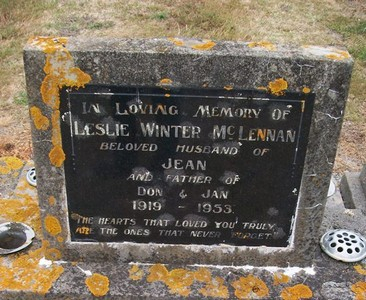 IN LOVING MEMORY OF
LESLIE WINTER MCLENNAN
BELOVED HUSBAND OF
JEAN
AND FATHER OF
DON & JAN
1919 - 1953.
THE HEARTS THAT LOVED YOU TRULY,
ARE THE ONES THAT NEVER FORGET.